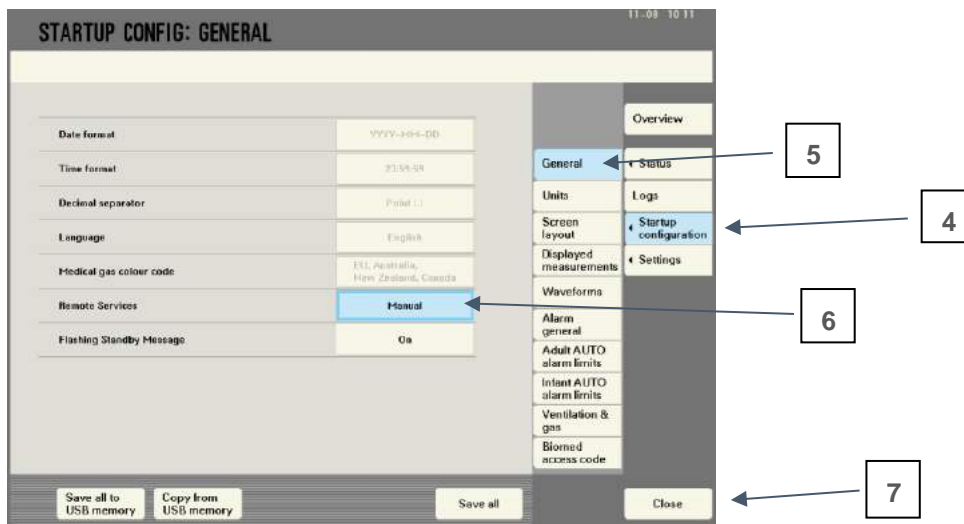 11-08 10 11
STARTUP CONFIG: GENERAL
Overview
Date format YYYY-MM-DD
Time format 23:59:59
General Status
Decimal separator
Units Logs
Language English
Screen layout
Startup configuration
Medical gas colour code
EU, Australia,
New Zealand, Canada
Displayed measurements
Settings
Remote Services Manual
Waveforms
Flashing Standby Message On
Alarm general
Adult AUTO alarm limits
Infant AUTO alarm limits
Ventilation & gas
Biomed access code
Save all to USB memory
Copy from USB memory
Save all
Close
5
4
6
7